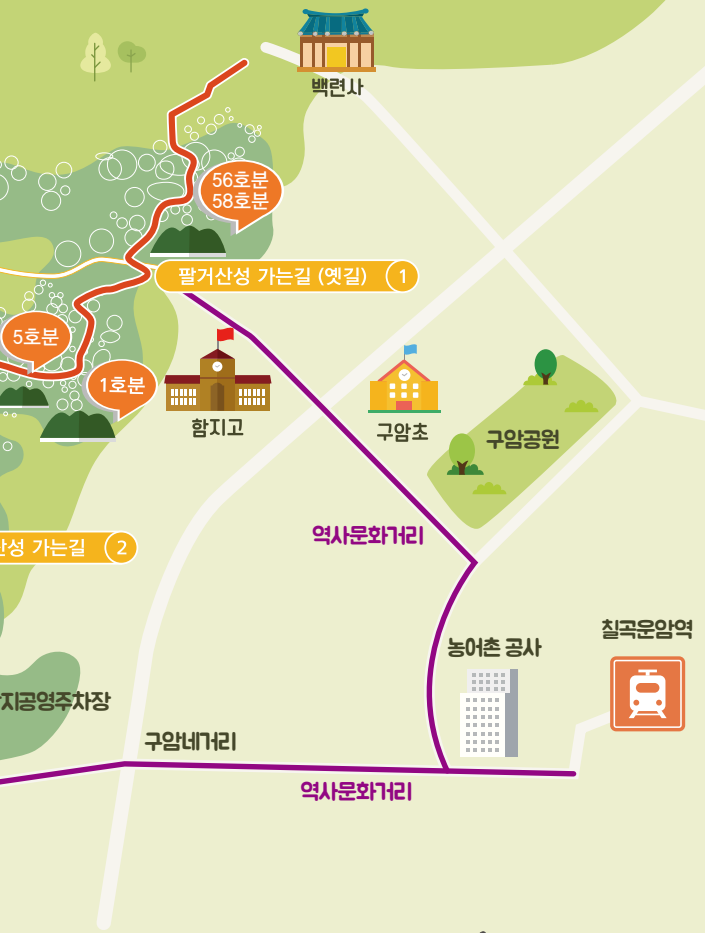 백련사
56호분
58호분
팔거산성 가는길 (옛길) 1
5호분
1호분
함지고
구암초
구암공원
역사문화거리
산성 가는길 2
칠곡운암역
농어촌 공사
지공영주차장
구암네거리
역사문화거리